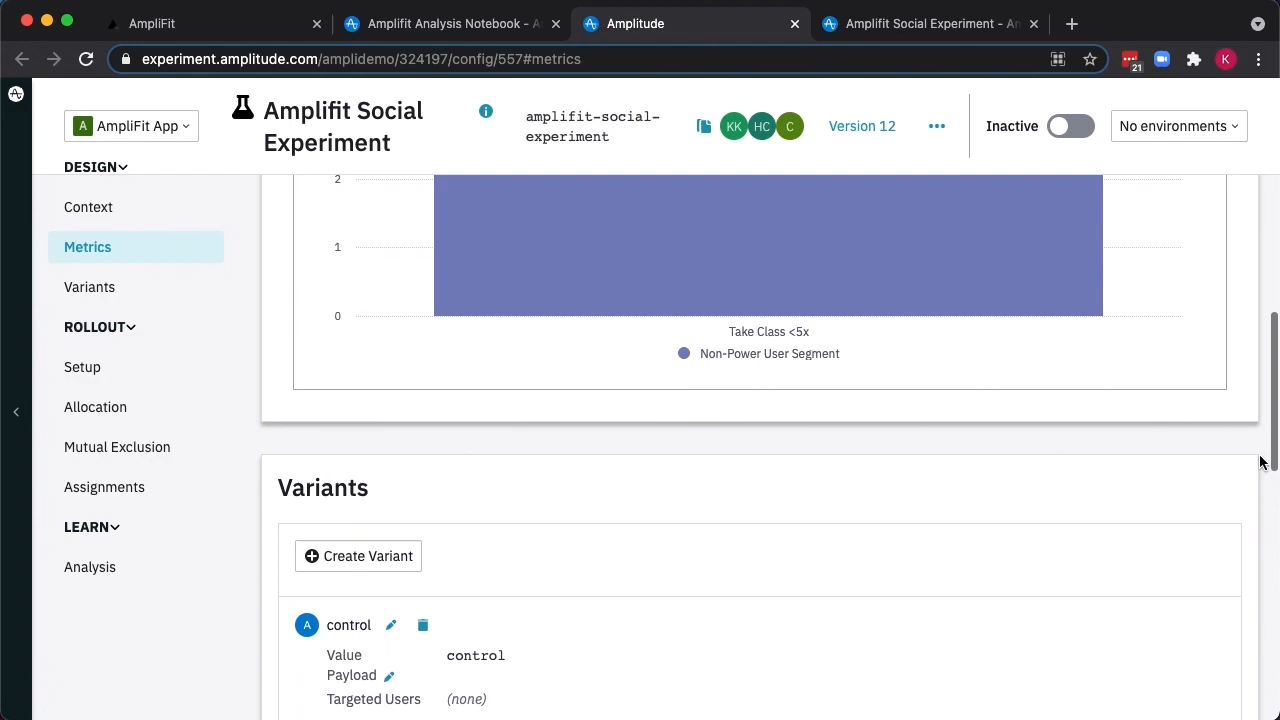 AmpliFit
Amplifit Analysis Notebook - A
Amplitude
Amplifit Social Experiment - An
experiment.amplitude.com/amplidemo/324197/config/557#metrics
21
K
A AmpliFit App
Amplifit Social
Experiment
amplifit-social-
experiment
KK HC C
Version 12
Inactive
No environments
DESIGN
Context
Metrics
Variants
ROLLOUT
Setup
Allocation
Mutual Exclusion
Assignments
LEARN
Analysis
2
1
0
Take Class <5x
Non-Power User Segment
Variants
Create Variant
A control
Value control
Payload
Targeted Users (none)